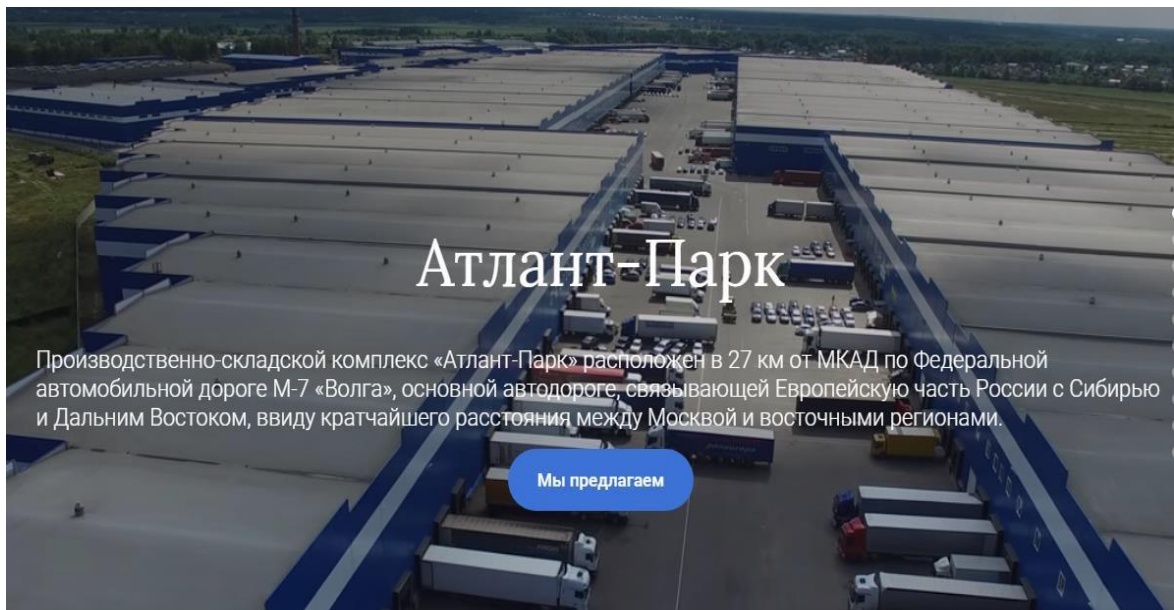 Атлант-Парк
Производственно-складской комплекс «Атлант-Парк» расположен в 27 км от МКАД по Федеральной
автомобильной дороге М-7 «Волга», основной автодороге, связывающей Европейскую часть России с Сибирью
и Дальним Востоком, ввиду кратчайшего расстояния между Москвой и восточными регионами.
Мы предлагаем